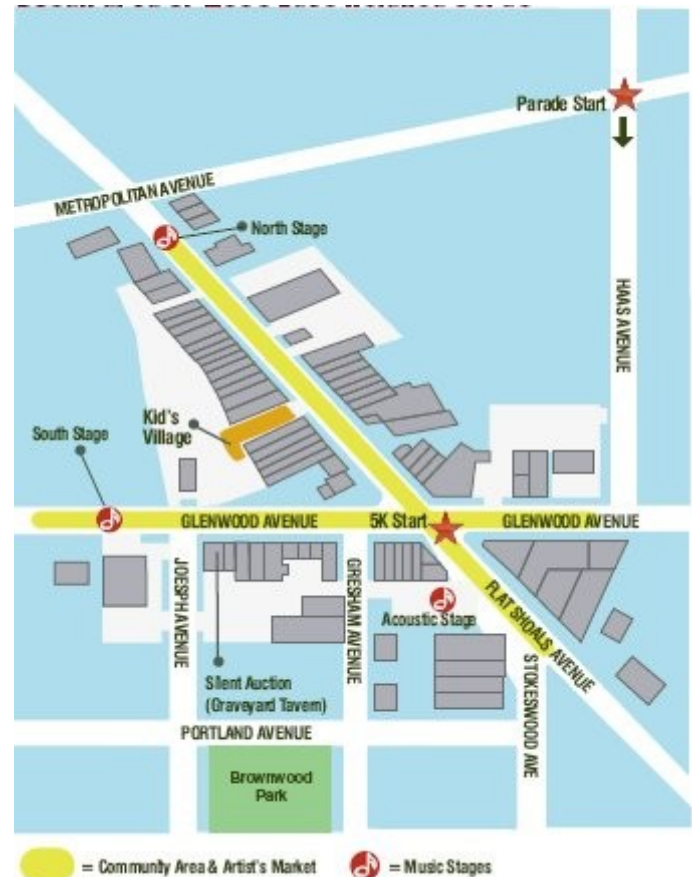 Parade Start
METROPOLITAN AVENUE
North Stage
HAAS AVENUE
Kid's
Village
South Stage
GLENWOOD AVENUE
5K Start
GLENWOOD AVENUE
JOESPH AVENUE
GRESHAM AVENUE
Acoustic Stage
FLAT SHOALS AVENUE
STOKESWOOD AVE
Silent Auction
(Graveyard Tavern)
PORTLAND AVENUE
Brownwood
Park
= Community Area & Artist's Market
= Music Stages